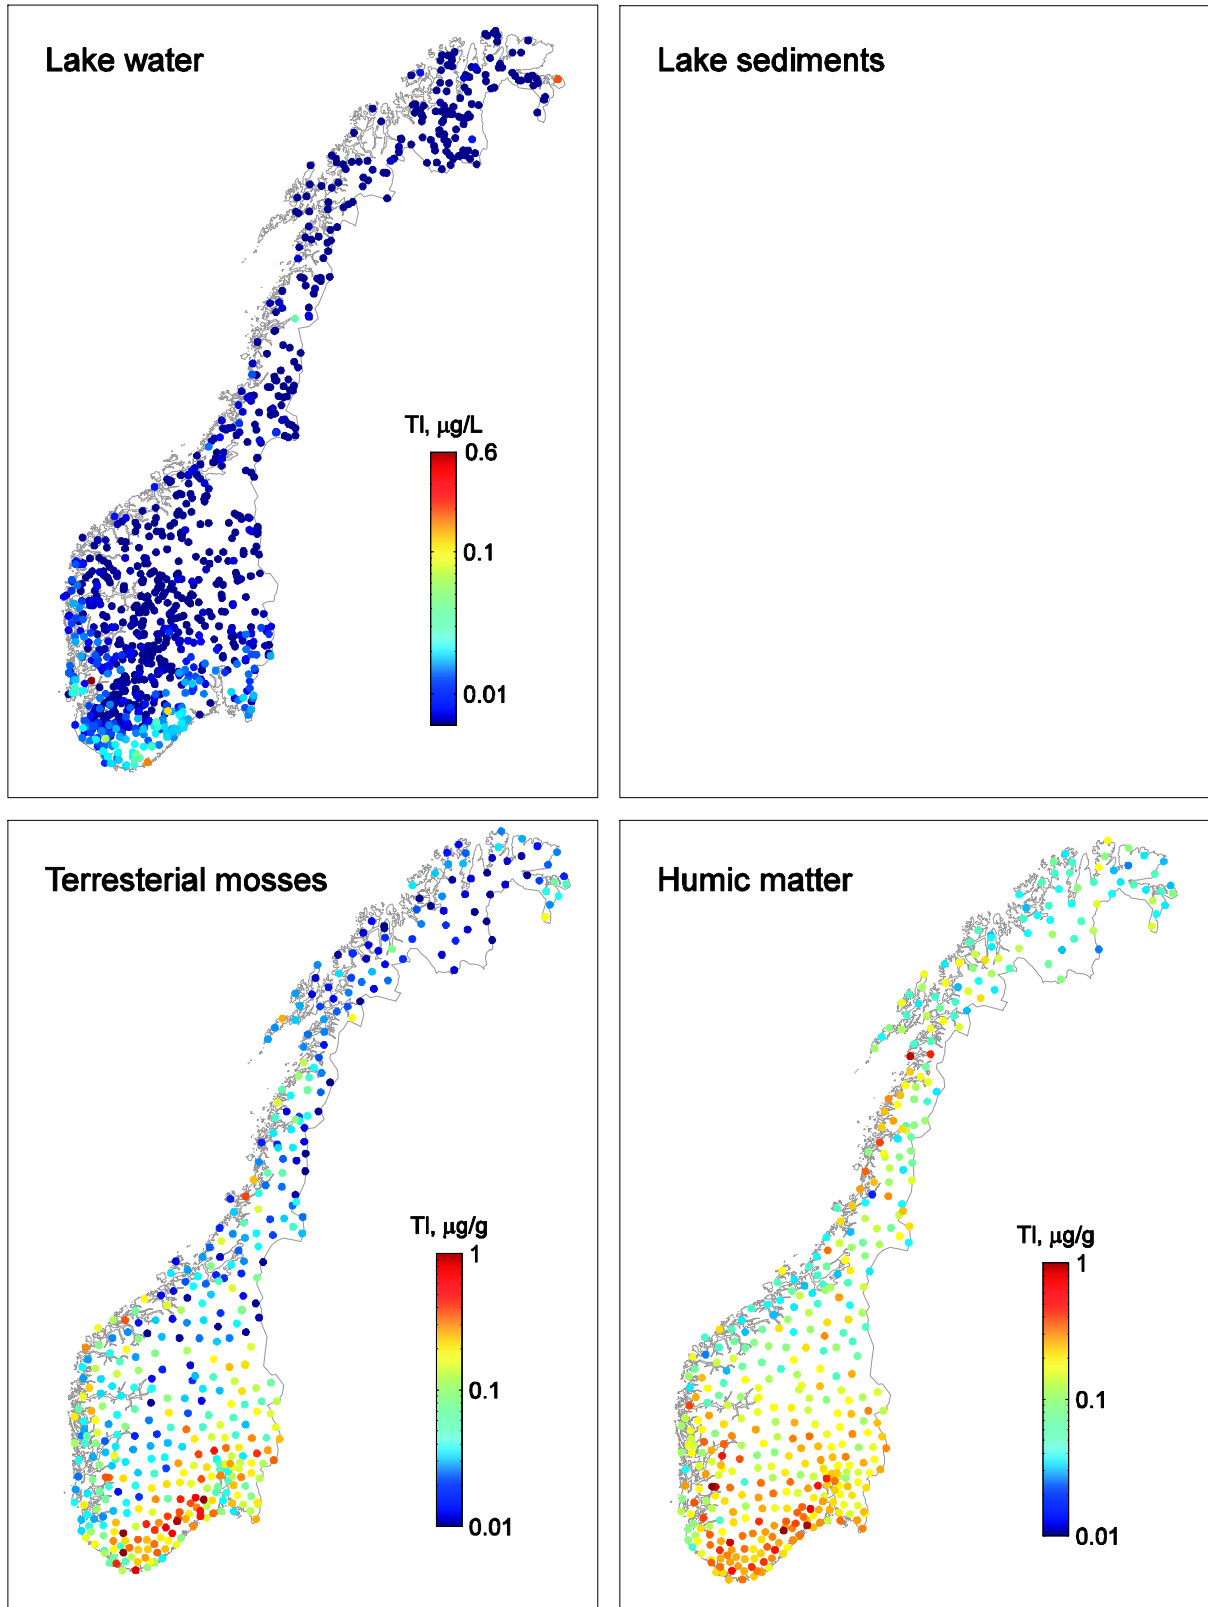 Lake water
Lake sediments
Tl, µg/L
0.6
0.1
0.01
Terresterial mosses
Humic matter
Tl, µg/g
1
0.1
0.01
Tl, µg/g
1
0.1
0.01